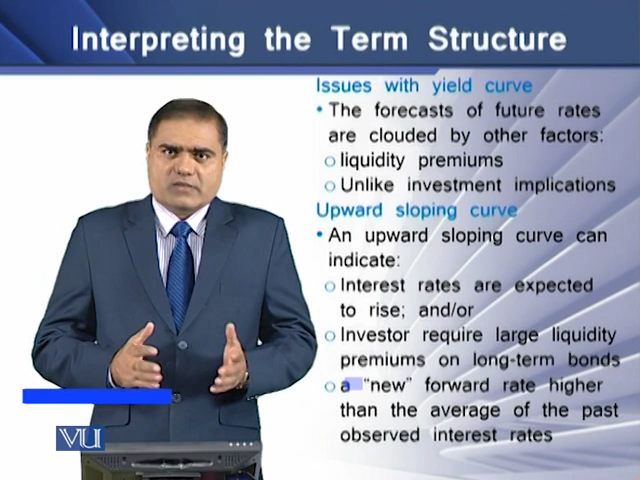 Interpreting the Term Structure
Issues with yield curve
• The forecasts of future rates
are clouded by other factors:
o liquidity premiums
o Unlike investment implications
Upward sloping curve
• An upward sloping curve can
indicate:
o Interest rates are expected
to rise; and/or
o Investor require large liquidity
premiums on long-term bonds
o a “new” forward rate higher
than the average of the past
observed interest rates
VU